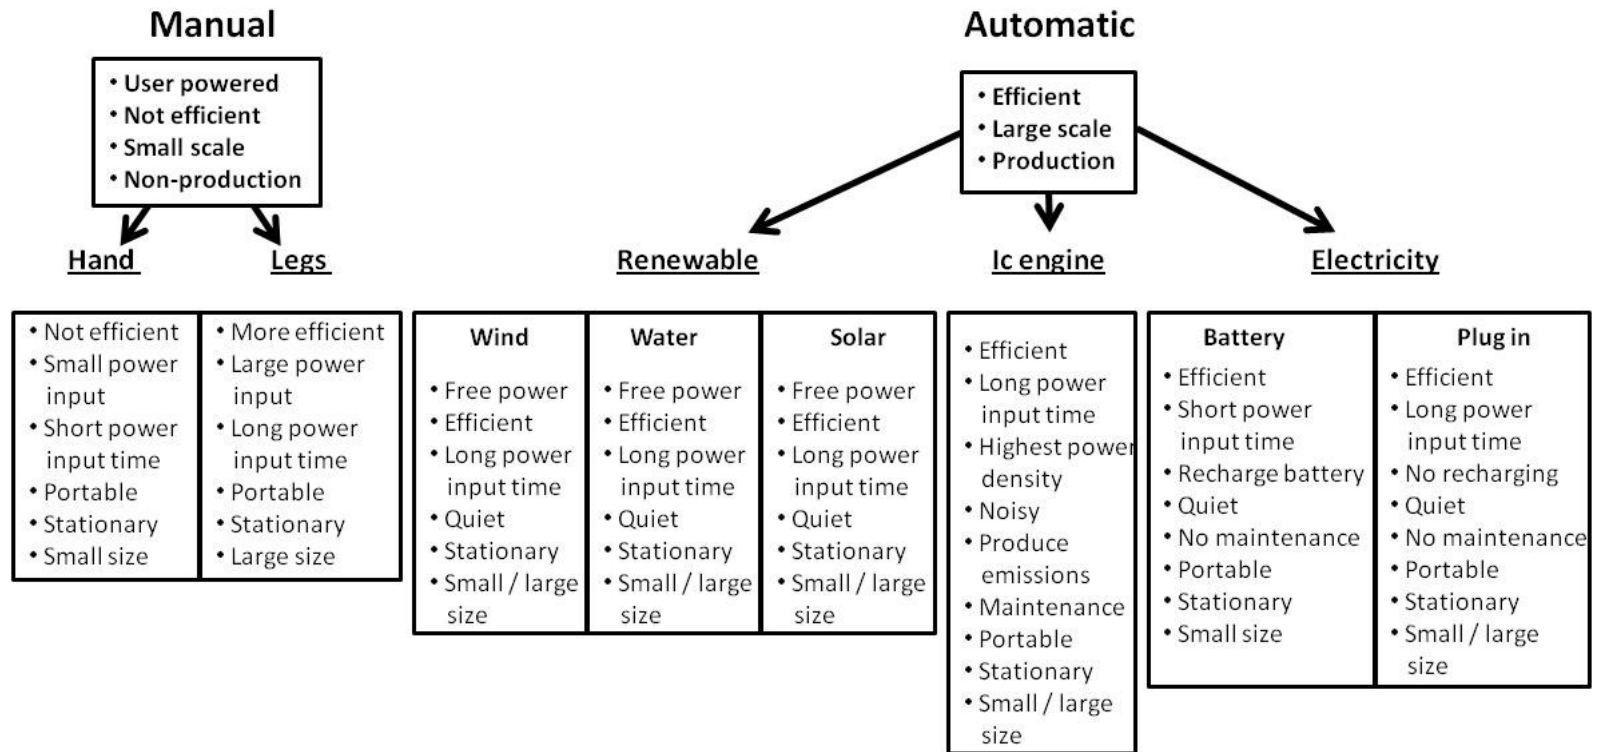 Manual
• User powered
• Not efficient
• Small scale
• Non-production
Hand
Legs
• Not efficient
• Small power
input
• Short power
input time
• Portable
• Stationary
• Small size
• More efficient
• Large power
input
• Long power
input time
• Portable
• Stationary
• Large size
Automatic
• Efficient
• Large scale
• Production
Renewable
Ic engine
Electricity
Wind
• Free power
• Efficient
• Long power
input time
• Quiet
• Stationary
• Small / large
size
Water
• Free power
• Efficient
• Long power
input time
• Quiet
• Stationary
• Small / large
size
Solar
• Free power
• Efficient
• Long power
input time
• Quiet
• Stationary
• Small / large
size
• Efficient
• Long power
input time
• Highest power
density
• Noisy
• Produce
emissions
• Maintenance
• Portable
• Stationary
• Small / large
size
Battery
• Efficient
• Short power
input time
• Recharge battery
• Quiet
• No maintenance
• Portable
• Stationary
• Small size
Plug in
• Efficient
• Long power
input time
• No recharging
• Quiet
• No maintenance
• Portable
• Stationary
• Small / large
size